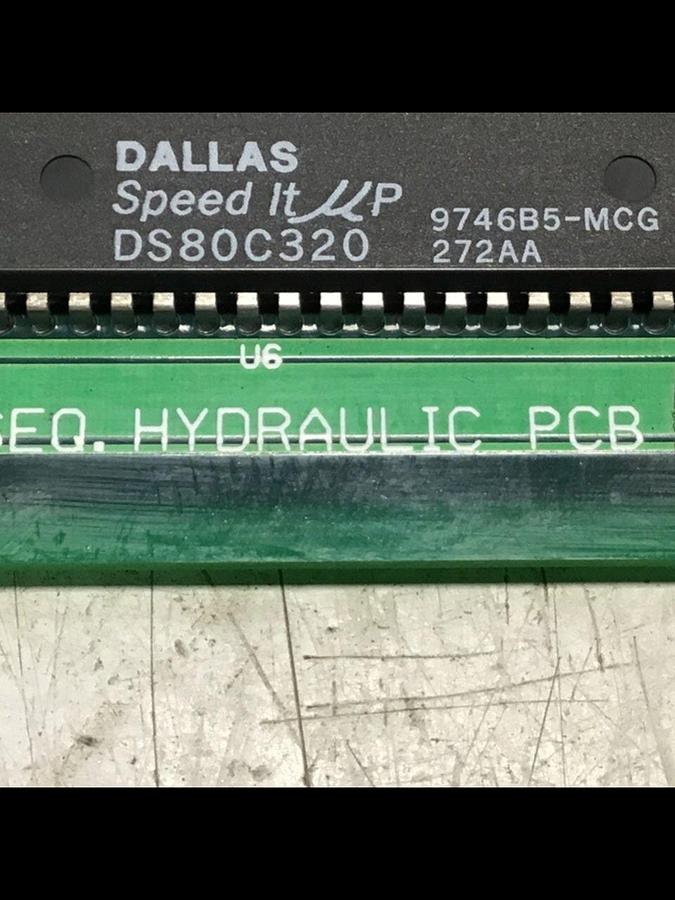 DALLAS
Speed It μP
DS80C320
9746B5-MCG
272AA
U6
SEQ. HYDRAULIC PCB